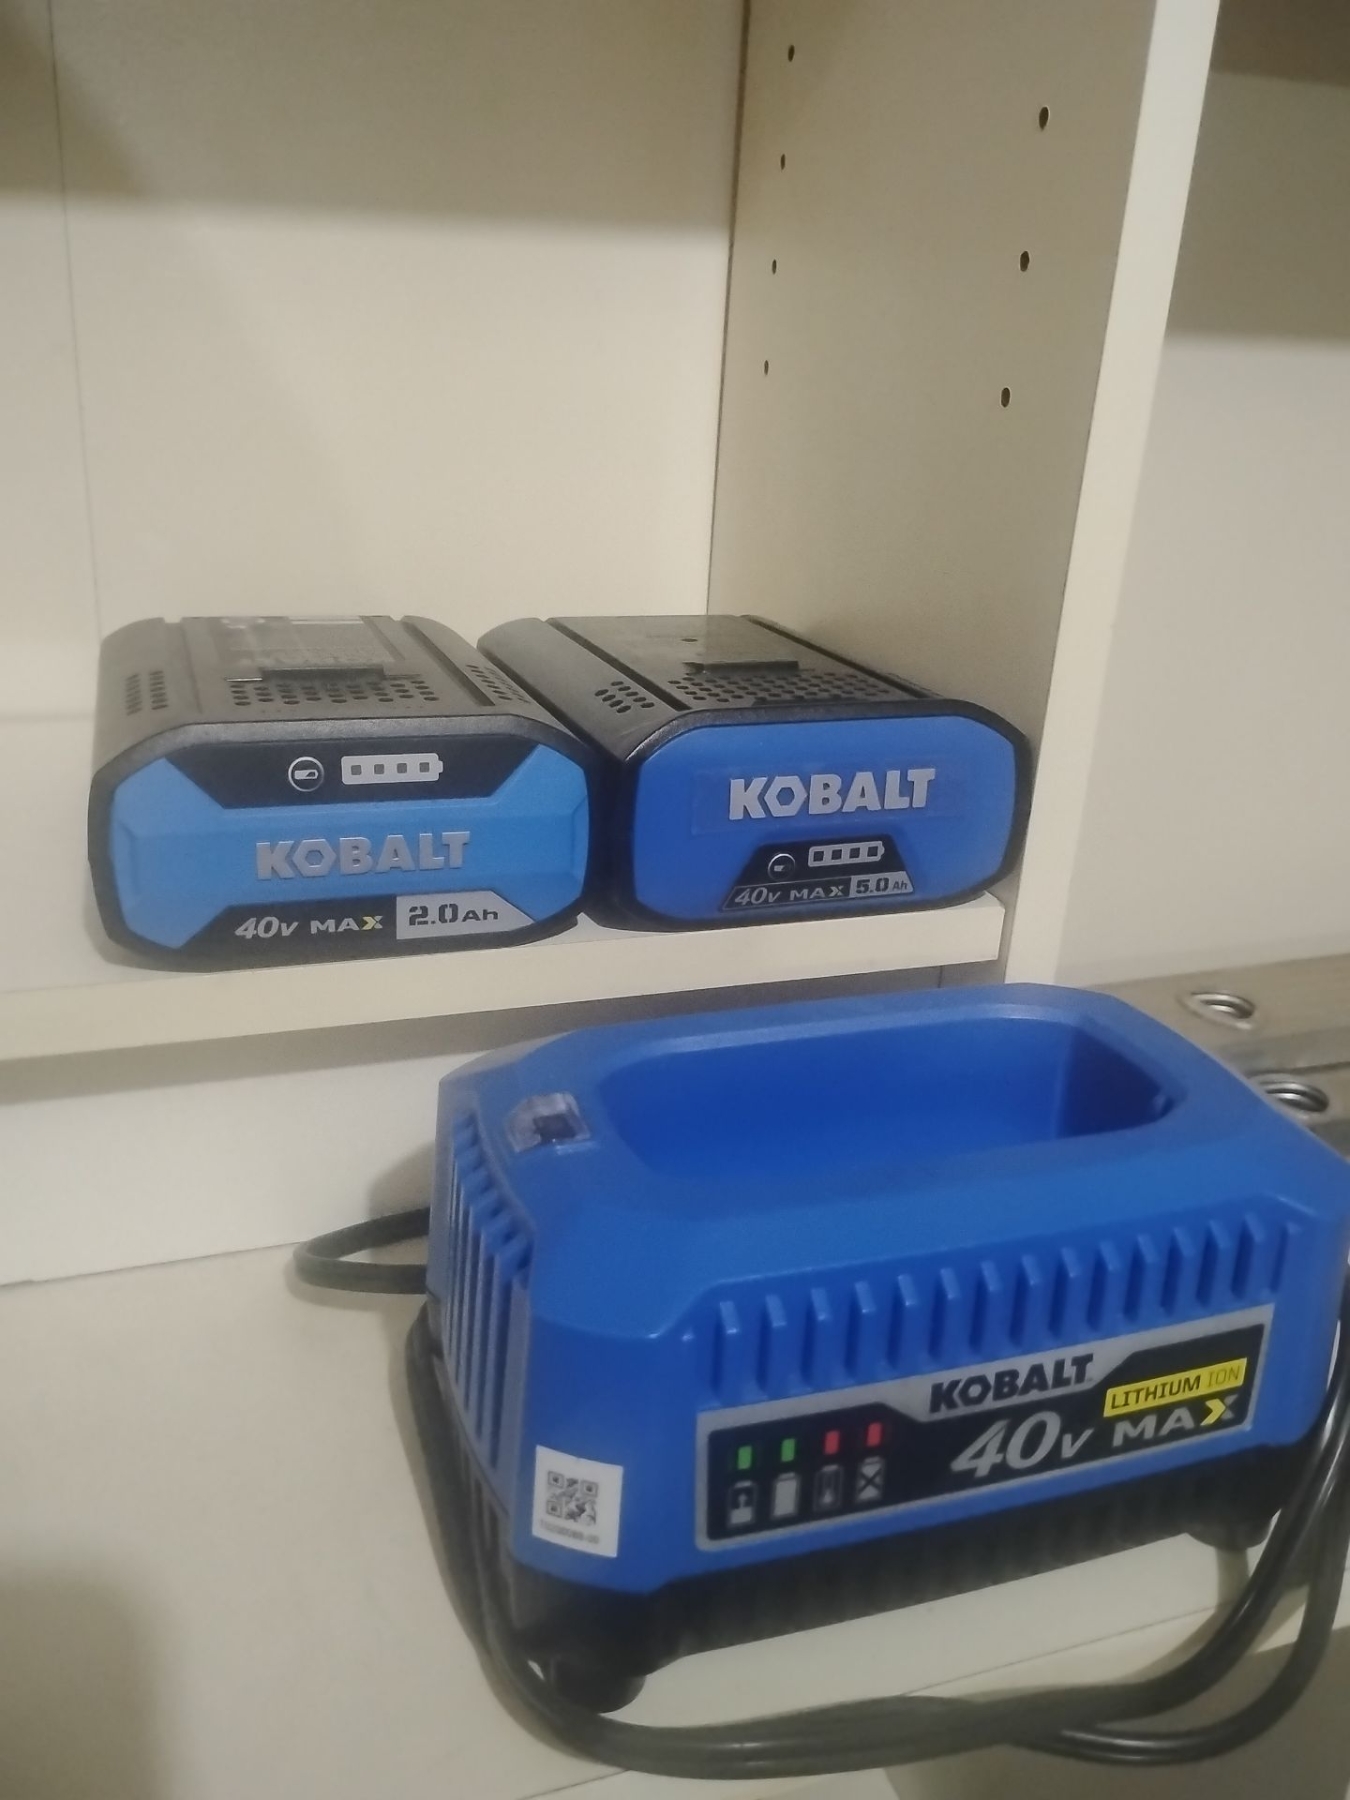 KOBALT
40V MAX 2.0Ah
KOBALT
40V MAX 5.0Ah
KOBALT
LITHIUM ION
40V MAX